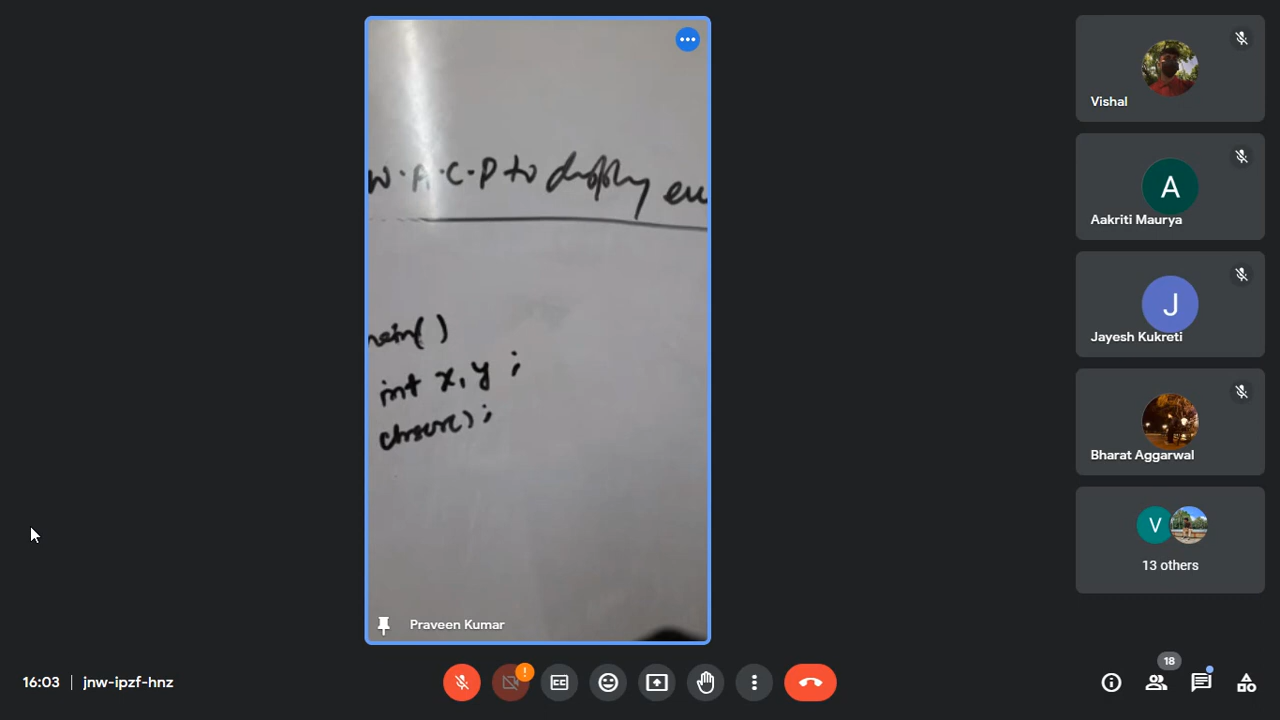 Vishal
W.A.C.P to display
A
Aakriti Maurya
main()
int x, y ;
J
Jayesh Kukreti
clrscr();
Bharat Aggarwal
V
13 others
Praveen Kumar
16:03 | jnw-ipzf-hnz
18